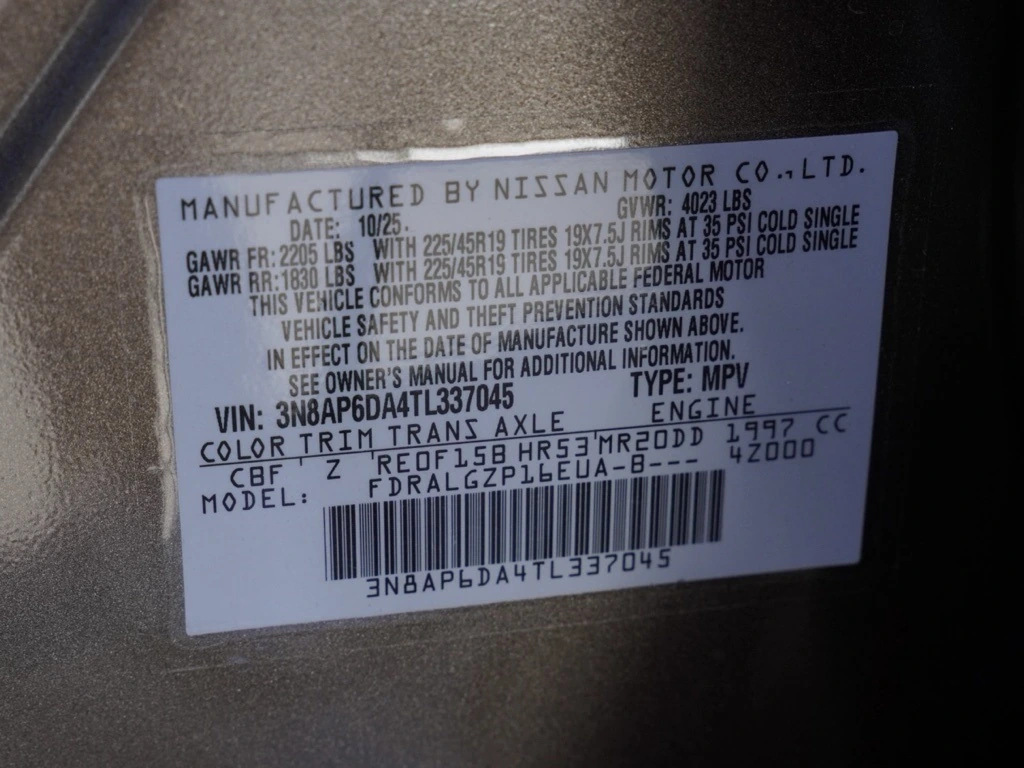 MANUFACTURED BY NISSAN MOTOR CO., LTD.
DATE: 10/25. GVWR: 4023 LBS
GAWR FR: 2205 LBS WITH 225/45R19 TIRES 19X7.5J RIMS AT 35 PSI COLD SINGLE
GAWR RR: 1830 LBS WITH 225/45R19 TIRES 19X7.5J RIMS AT 35 PSI COLD SINGLE
THIS VEHICLE CONFORMS TO ALL APPLICABLE FEDERAL MOTOR
VEHICLE SAFETY AND THEFT PREVENTION STANDARDS
IN EFFECT ON THE DATE OF MANUFACTURE SHOWN ABOVE.
SEE OWNER'S MANUAL FOR ADDITIONAL INFORMATION.
VIN: 3N8AP6DA4TL337045 TYPE: MPV
COLOR TRIM TRANS AXLE ENGINE
CBF Z RE0F15B HR53 MR20DD 1997 CC
MODEL: FDRALGZP16EUA-B--- 4Z000
3N8AP6DA4TL337045